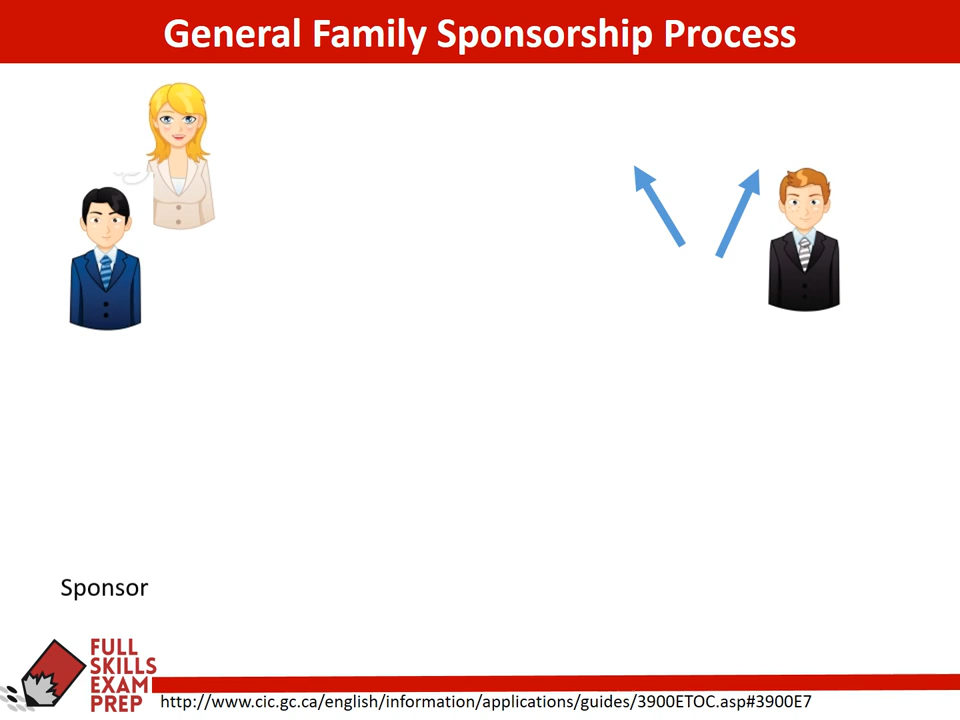 General Family Sponsorship Process
Sponsor
FULL
SKILLS
EXAM
PREP
http://www.cic.gc.ca/english/information/applications/guides/3900ETOC.asp#3900E7